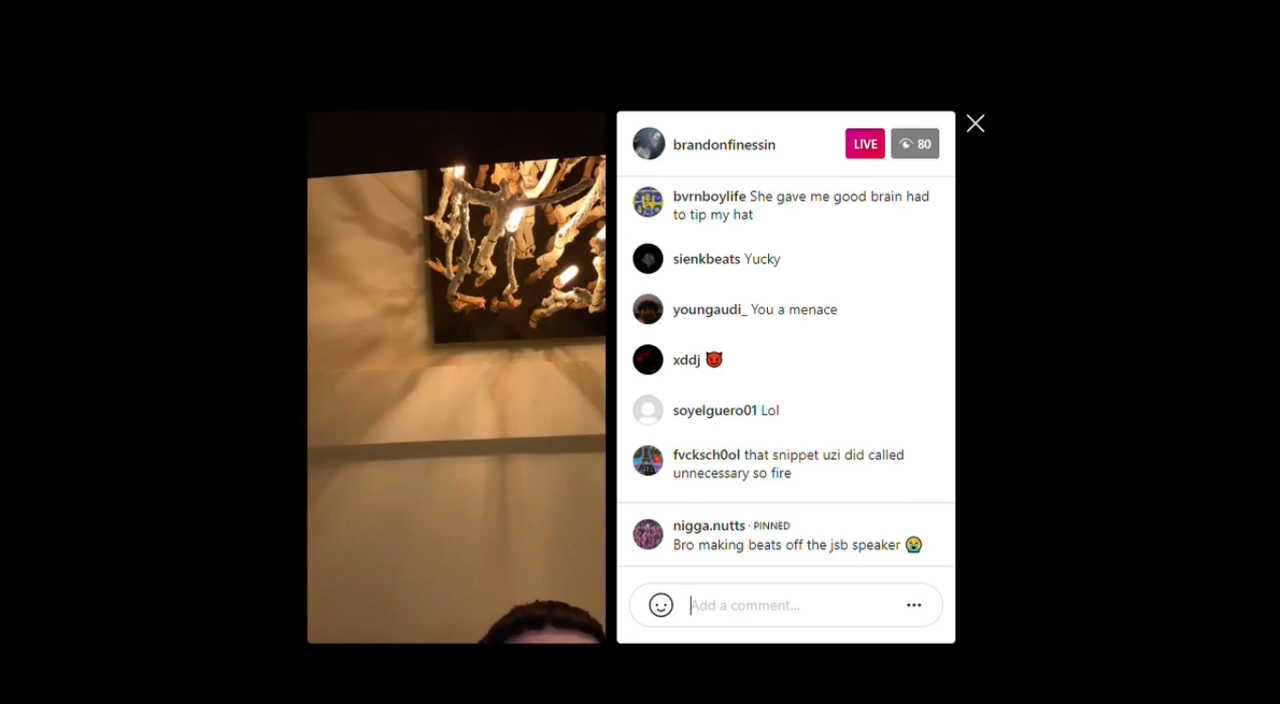 brandonfinessin
LIVE
80
bvrnboylife She gave me good brain had
to tip my hat
sienkbeats Yucky
youngaudi_ You a menace
xddj 😈
soyelguero01 Lol
fvcksch0ol that snippet uzi did called
unnecessary so fire
nigga.nutts · PINNED
Bro making beats off the jsb speaker 😭
Add a comment...